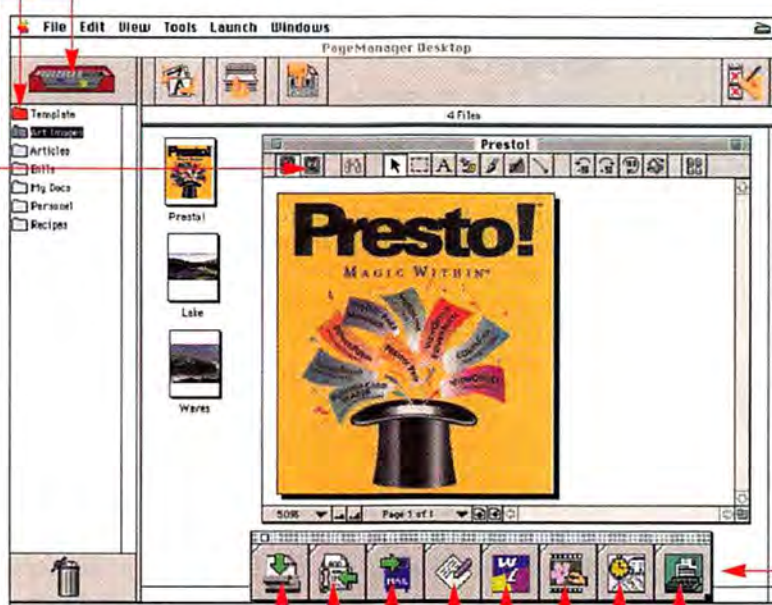 File Edit View Tools Launch Windows
PageManager Desktop
4 Files
Template
Art Images
Articles
Bills
My Docs
Personal
Recipes
Presto!
Presto!
Lake
Waves
Presto!
MAGIC WITHIN
50%
Page 1 of 1
MAIL